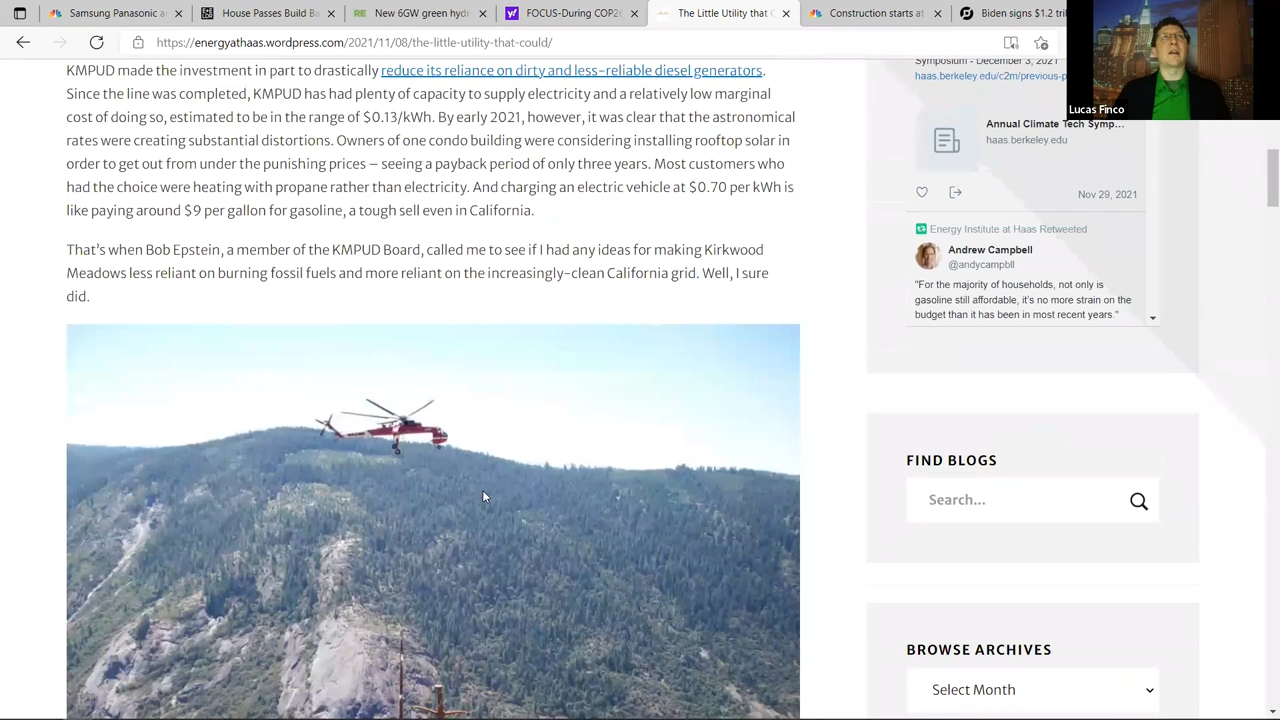 Samsung Panasonic a
House Passes Build Ba
New 6GW green hydr
FOCUS-During COP26
The Little Utility that C
Construction starts at
Biden signs $1.2 tril
https://energyathaas.wordpress.com/2021/11/08/the-little-utility-that-could/
Lucas Finco
KMPUD made the investment in part to drastically reduce its reliance on dirty and less-reliable diesel generators.
Since the line was completed, KMPUD had plenty of capacity to supply electricity and a relatively low marginal
cost of doing so, estimated to be in the range of $0.13/kWh. By early 2021, however, it was clear that the astronomical
rates were creating substantial distortions. Owners of one condo building were considering installing rooftop solar in
order to get out from under the punishing prices – seeing a payback period of only three years. Most customers who
had the choice were heating with propane rather than electricity. And charging an electric vehicle at $0.70 per kWh is
like paying around $9 per gallon for gasoline, a tough sell even in California.
That's when Bob Epstein, a member of the KMPUD Board, called me to see if I had any ideas for making Kirkwood
Meadows less reliant on burning fossil fuels and more reliant on the increasingly-clean California grid. Well, I sure
did.
Symposium - December 3, 2021
haas.berkeley.edu/c2m/previous-p
Annual Climate Tech Symp...
haas.berkeley.edu
Nov 29, 2021
Energy Institute at Haas Retweeted
Andrew Campbell
@andycampbll
"For the majority of households, not only is
gasoline still affordable, it's no more strain on the
budget than it has been in most recent years."
FIND BLOGS
Search...
BROWSE ARCHIVES
Select Month